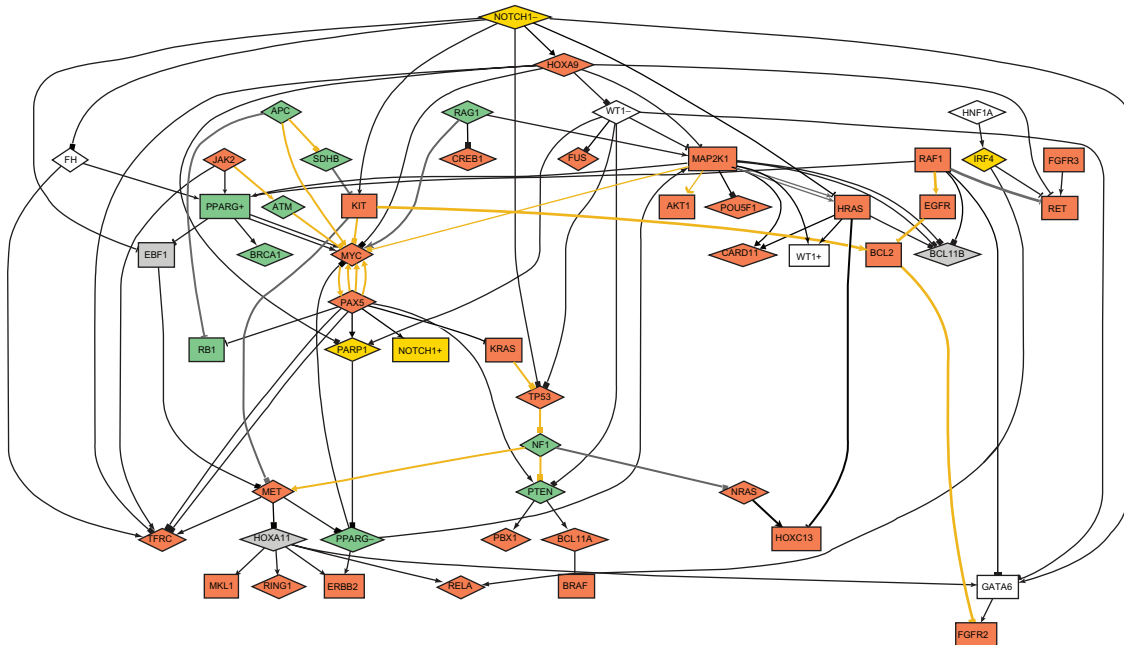 NOTCH1–
HOXA9
APC
RAG1
WT1–
HNF1A
FH
JAK2
SDHB
CREB1
FUS
MAP2K1
RAF1
IRF4
FGFR3
PPARG+
ATM
KIT
AKT1
POU5F1
HRAS
EGFR
RET
EBF1
BRCA1
MYC
CARD11
WT1+
BCL2
BCL11B
PAX5
RB1
PARP1
NOTCH1+
KRAS
TP53
NF1
MET
PTEN
NRAS
TFRC
HOXA11
PPARG–
PBX1
BCL11A
HOXC13
MKL1
RING1
ERBB2
RELA
BRAF
GATA6
FGFR2